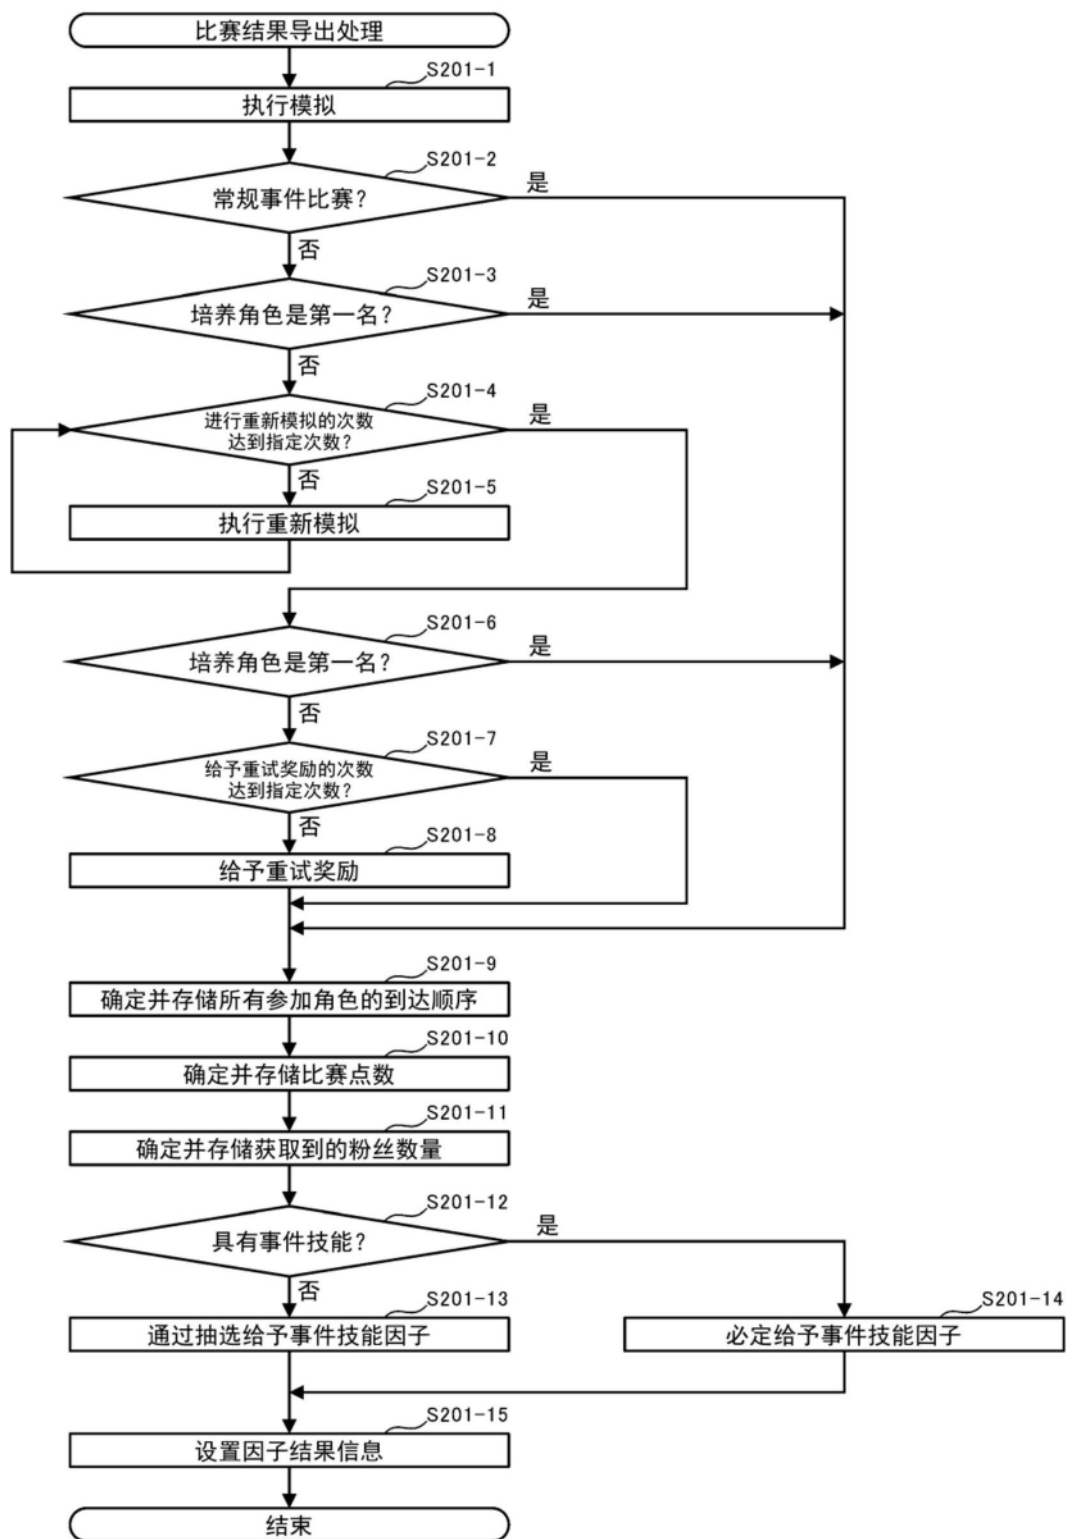 比赛结果导出处理
S201-1
执行模拟
S201-2
常规事件比赛?
是
否
S201-3
培养角色是第一名?
是
否
S201-4
进行重新模拟的次数
达到指定次数?
是
否
S201-5
执行重新模拟
S201-6
培养角色是第一名?
是
否
S201-7
给予重试奖励的次数
达到指定次数?
是
否
S201-8
给予重试奖励
S201-9
确定并存储所有参加角色的到达顺序
S201-10
确定并存储比赛点数
S201-11
确定并存储获取到的粉丝数量
S201-12
具有事件技能?
是
否
S201-13
通过抽选给予事件技能因子
S201-14
必定给予事件技能因子
S201-15
设置因子结果信息
结束